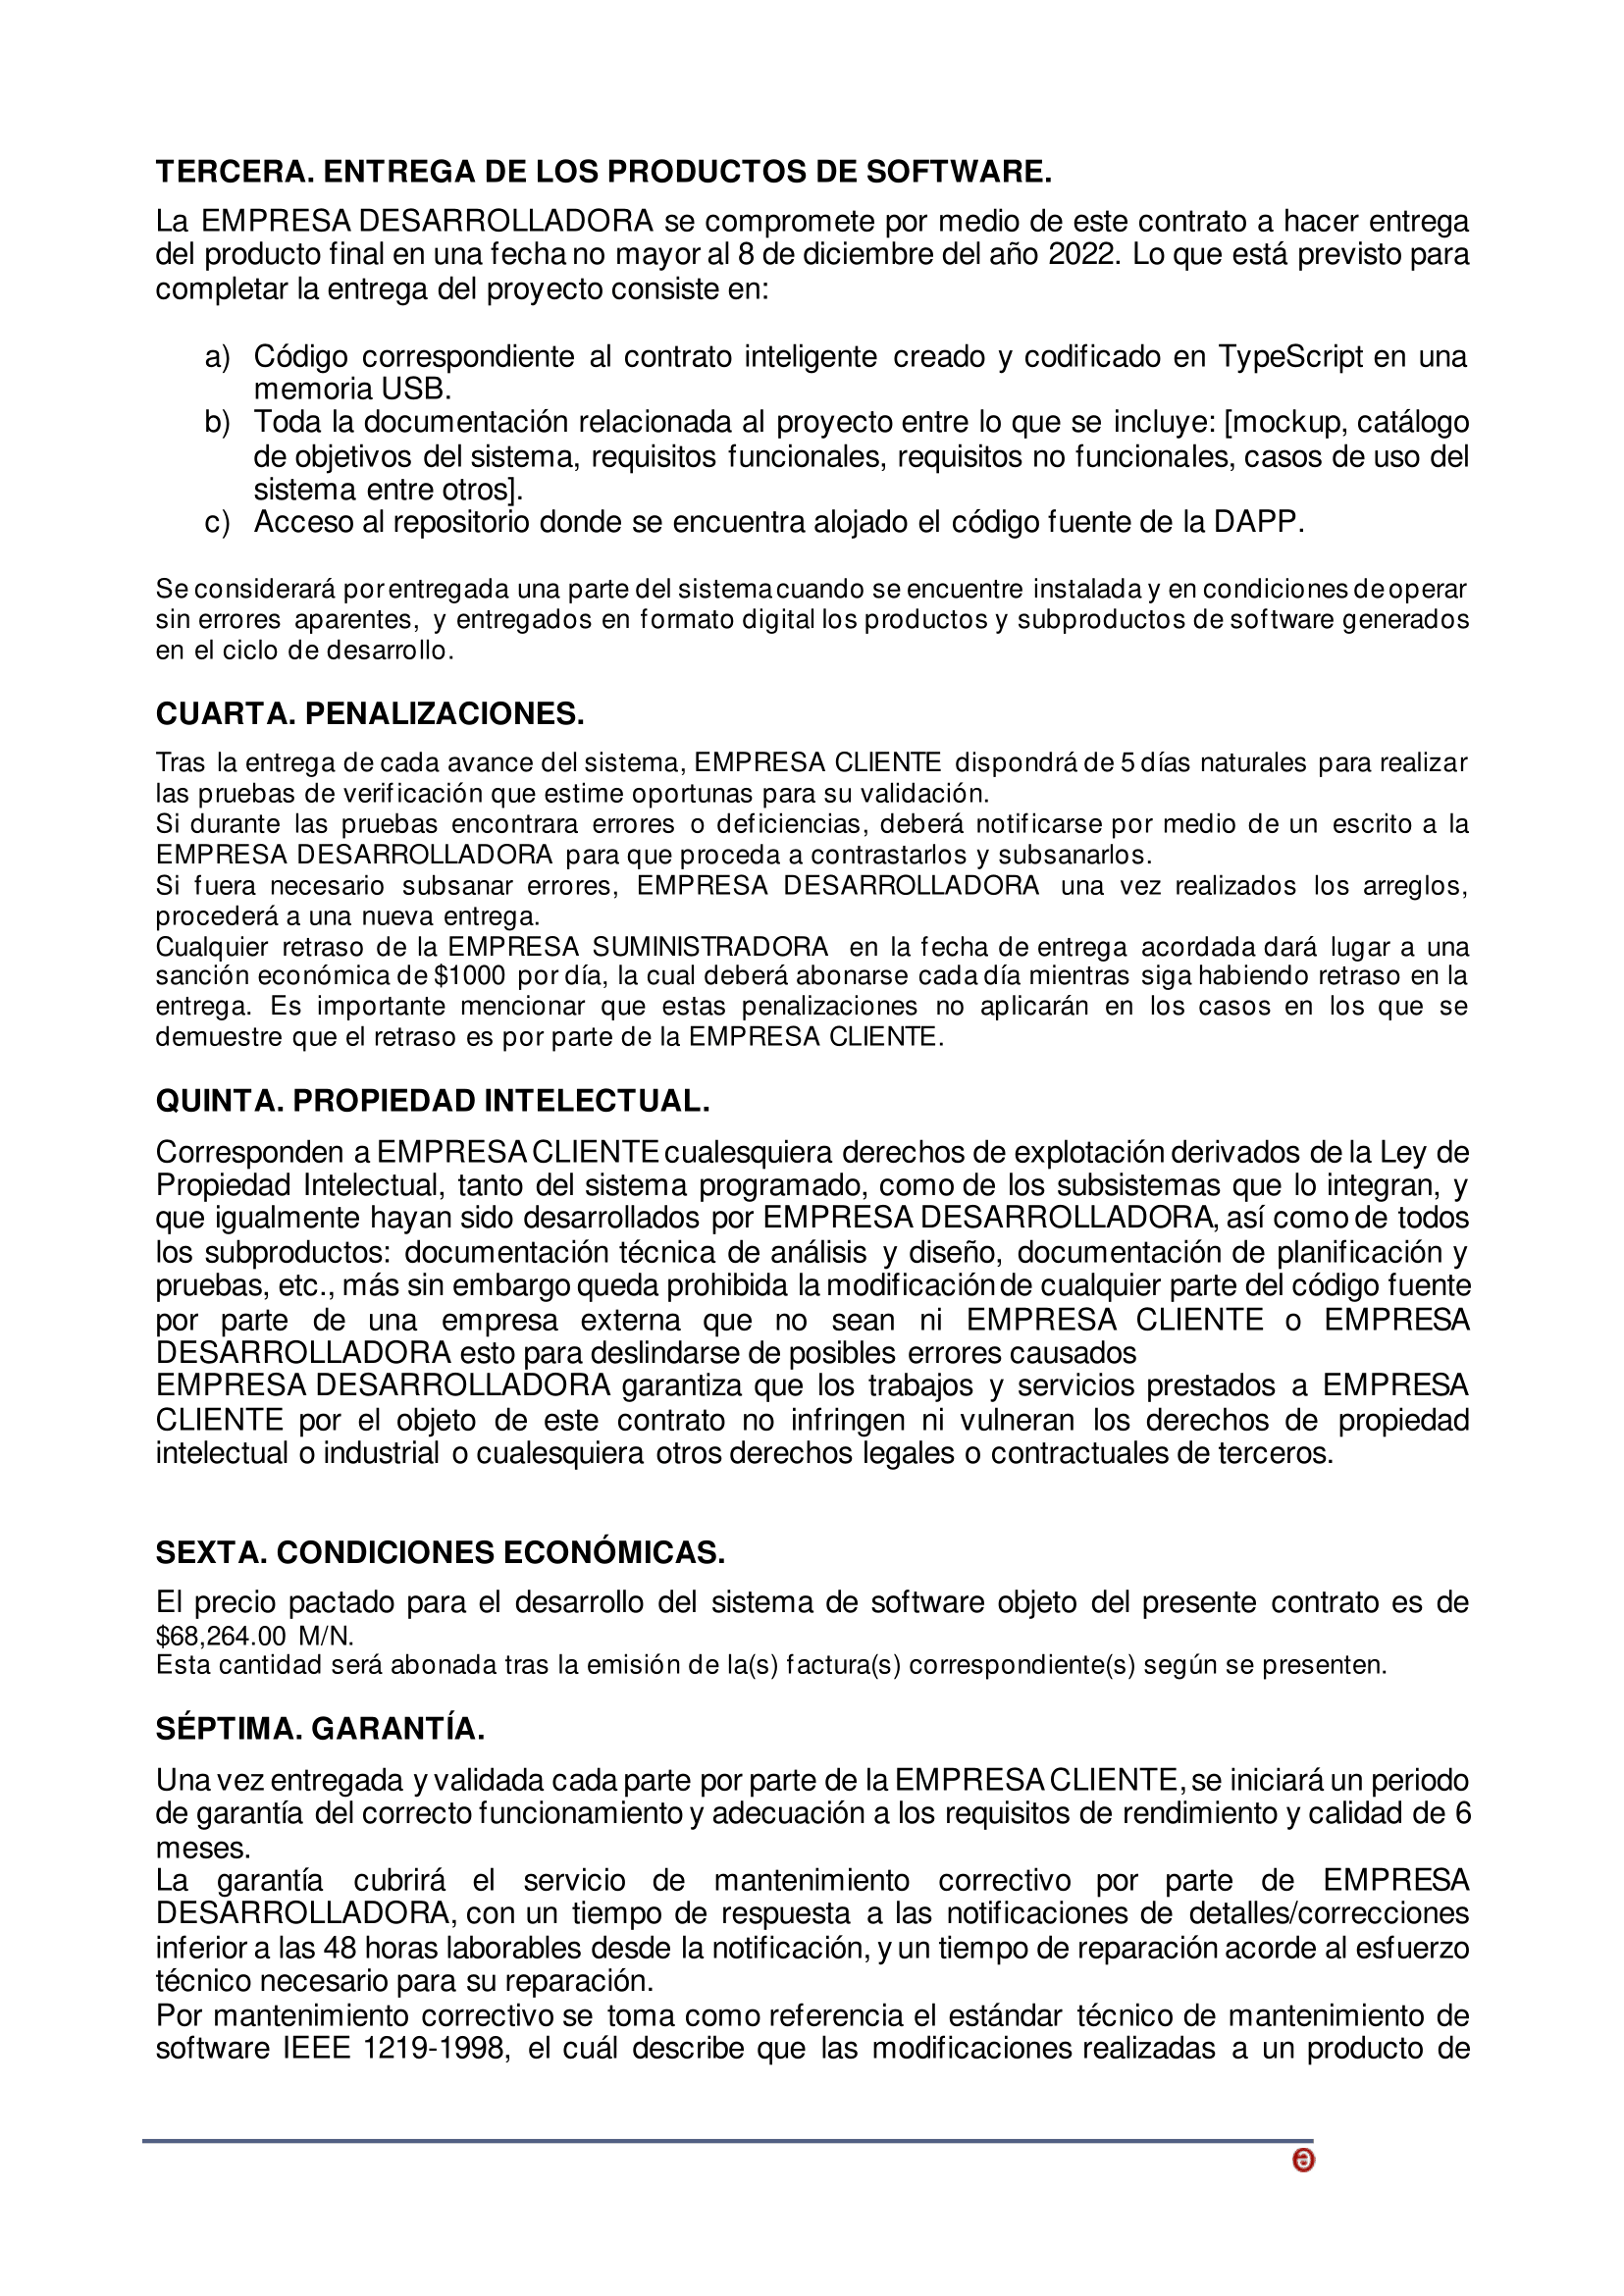 TERCERA. ENTREGA DE LOS PRODUCTOS DE SOFTWARE.
La EMPRESA DESARROLLADORA se compromete por medio de este contrato a hacer entrega
del producto final en una fecha no mayor al 8 de diciembre del año 2022. Lo que está previsto para
completar la entrega del proyecto consiste en:
a) Código correspondiente al contrato inteligente creado y codificado en TypeScript en una
memoria USB.
b) Toda la documentación relacionada al proyecto entre lo que se incluye: [mockup, catálogo
de objetivos del sistema, requisitos funcionales, requisitos no funcionales, casos de uso del
sistema entre otros].
c) Acceso al repositorio donde se encuentra alojado el código fuente de la DAPP.
Se considerará por entregada una parte del sistema cuando se encuentre instalada y en condiciones de operar
sin errores aparentes, y entregados en formato digital los productos y subproductos de software generados
en el ciclo de desarrollo.
CUARTA. PENALIZACIONES.
Tras la entrega de cada avance del sistema, EMPRESA CLIENTE dispondrá de 5 días naturales para realizar
las pruebas de verificación que estime oportunas para su validación.
Si durante las pruebas encontrara errores o deficiencias, deberá notificarse por medio de un escrito a la
EMPRESA DESARROLLADORA para que proceda a contrastarlos y subsanarlos.
Si fuera necesario subsanar errores, EMPRESA DESARROLLADORA una vez realizados los arreglos,
procederá a una nueva entrega.
Cualquier retraso de la EMPRESA SUMINISTRADORA en la fecha de entrega acordada dará lugar a una
sanción económica de $1000 por día, la cual deberá abonarse cada día mientras siga habiendo retraso en la
entrega. Es importante mencionar que estas penalizaciones no aplicarán en los casos en los que se
demuestre que el retraso es por parte de la EMPRESA CLIENTE.
QUINTA. PROPIEDAD INTELECTUAL.
Corresponden a EMPRESA CLIENTE cualesquiera derechos de explotación derivados de la Ley de
Propiedad Intelectual, tanto del sistema programado, como de los subsistemas que lo integran, y
que igualmente hayan sido desarrollados por EMPRESA DESARROLLADORA, así como de todos
los subproductos: documentación técnica de análisis y diseño, documentación de planificación y
pruebas, etc., más sin embargo queda prohibida la modificación de cualquier parte del código fuente
por parte de una empresa externa que no sean ni EMPRESA CLIENTE o EMPRESA
DESARROLLADORA esto para deslindarse de posibles errores causados
EMPRESA DESARROLLADORA garantiza que los trabajos y servicios prestados a EMPRESA
CLIENTE por el objeto de este contrato no infringen ni vulneran los derechos de propiedad
intelectual o industrial o cualesquiera otros derechos legales o contractuales de terceros.
SEXTA. CONDICIONES ECONÓMICAS.
El precio pactado para el desarrollo del sistema de software objeto del presente contrato es de
$68,264.00 M/N.
Esta cantidad será abonada tras la emisión de la(s) factura(s) correspondiente(s) según se presenten.
SÉPTIMA. GARANTÍA.
Una vez entregada y validada cada parte por parte de la EMPRESA CLIENTE, se iniciará un periodo
de garantía del correcto funcionamiento y adecuación a los requisitos de rendimiento y calidad de 6
meses.
La garantía cubrirá el servicio de mantenimiento correctivo por parte de EMPRESA
DESARROLLADORA, con un tiempo de respuesta a las notificaciones de detalles/correcciones
inferior a las 48 horas laborables desde la notificación, y un tiempo de reparación acorde al esfuerzo
técnico necesario para su reparación.
Por mantenimiento correctivo se toma como referencia el estándar técnico de mantenimiento de
software IEEE 1219-1998, el cuál describe que las modificaciones realizadas a un producto de